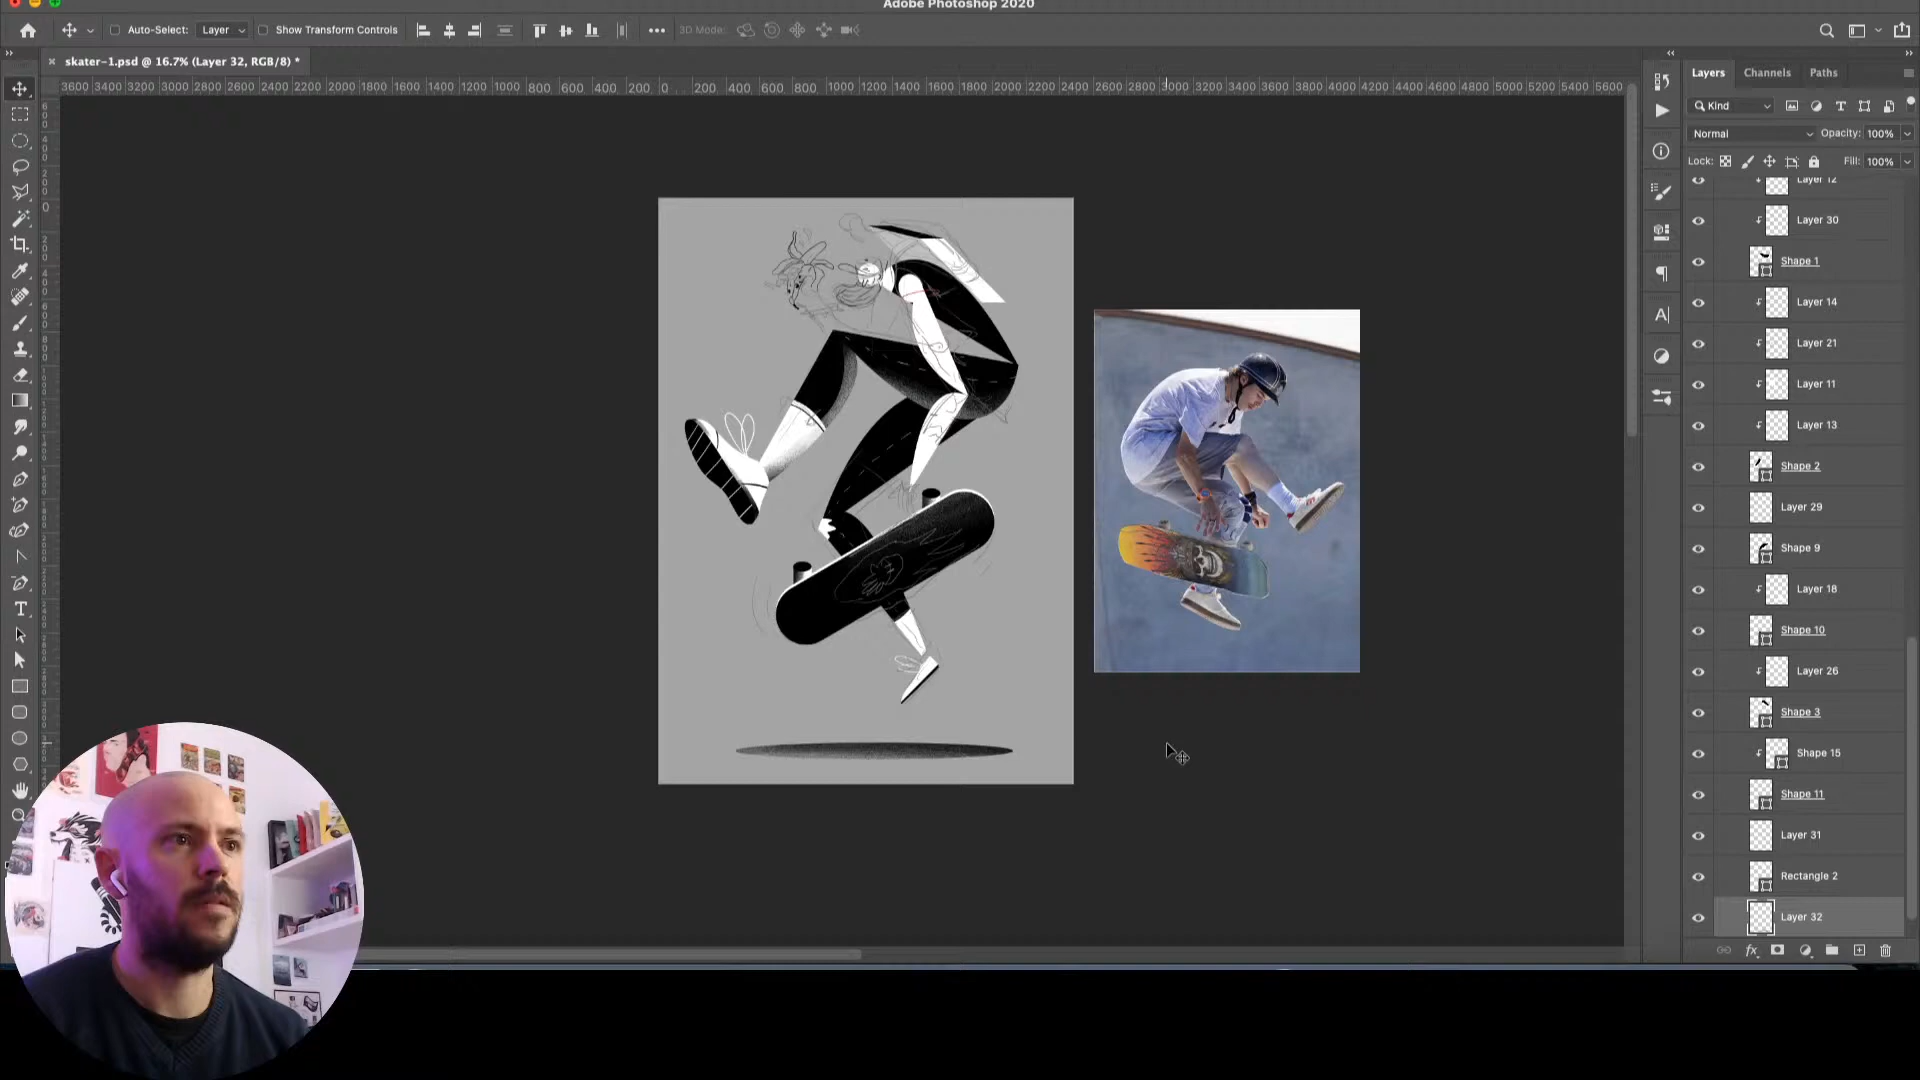 Adobe Photoshop 2020
Auto-Select: Layer Show Transform Controls 3D Mode:
skater-1.psd @ 16.7% (Layer 32, RGB/8) *
3600 3400 3200 3000 2800 2600 2400 2200 2000 1800 1600 1400 1200 1000 800 600 400 200 0 200 400 600 800 1000 1200 1400 1600 1800 2000 2200 2400 2600 2800 3000 3200 3400 3600 3800 4000 4200 4400 4600 4800 5000 5200 5400 5600
Layers Channels Paths
Kind
Normal Opacity: 100%
Lock: Fill: 100%
Layer 12
Layer 30
Shape 1
Layer 14
Layer 21
Layer 11
Layer 13
Shape 2
Layer 29
Shape 9
Layer 18
Shape 10
Layer 26
Shape 3
Shape 15
Shape 11
Layer 31
Rectangle 2
Layer 32